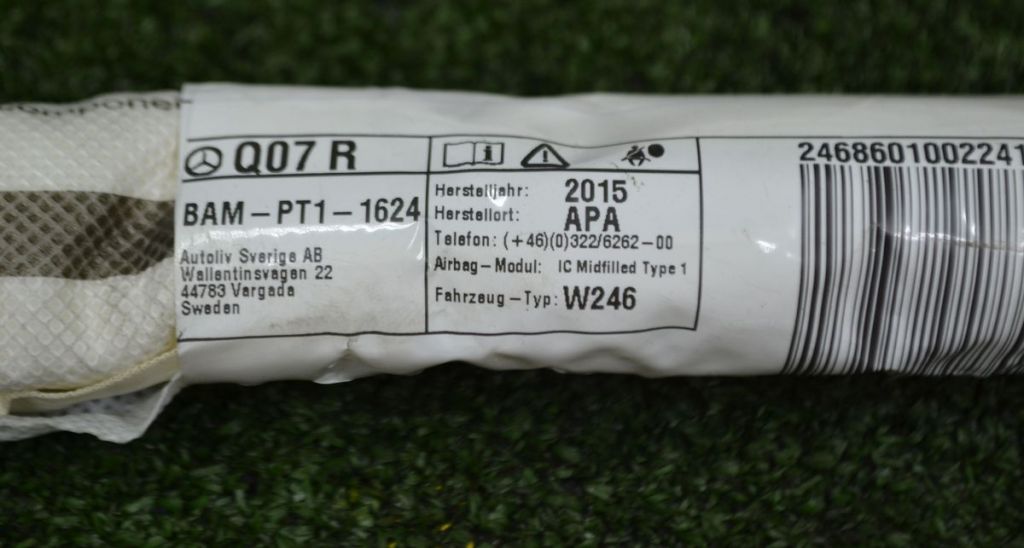 Q07 R
BAM-PT1-1624
Autoliv Sverige AB
Wallentinsvagen 22
44783 Vargada
Sweden
Herstelljahr: 2015
Herstellort: APA
Telefon: (+46)(0)322/6262-00
Airbag-Modul: IC Midfilled Type 1
Fahrzeug-Typ: W246
2468601002241